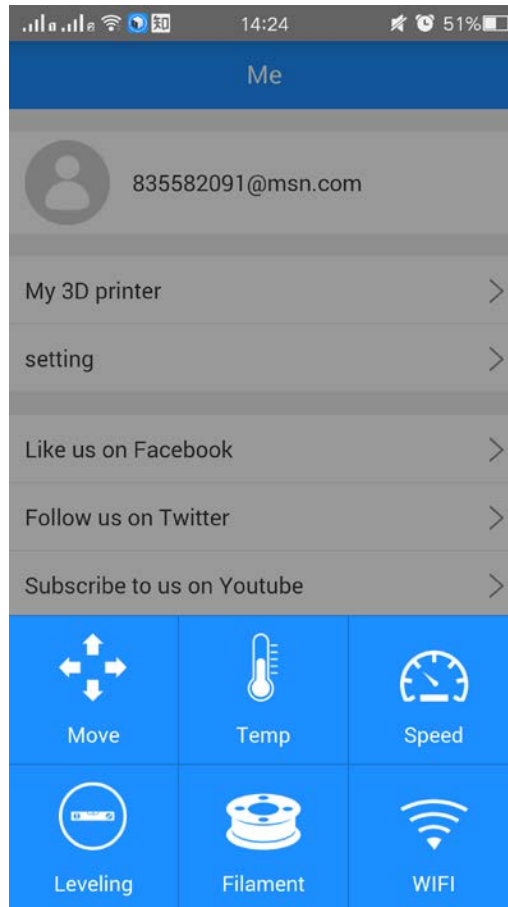 知 14:24 51%
Me
835582091@msn.com
My 3D printer
setting
Like us on Facebook
Follow us on Twitter
Subscribe to us on Youtube
Move Temp Speed
Leveling Filament WIFI